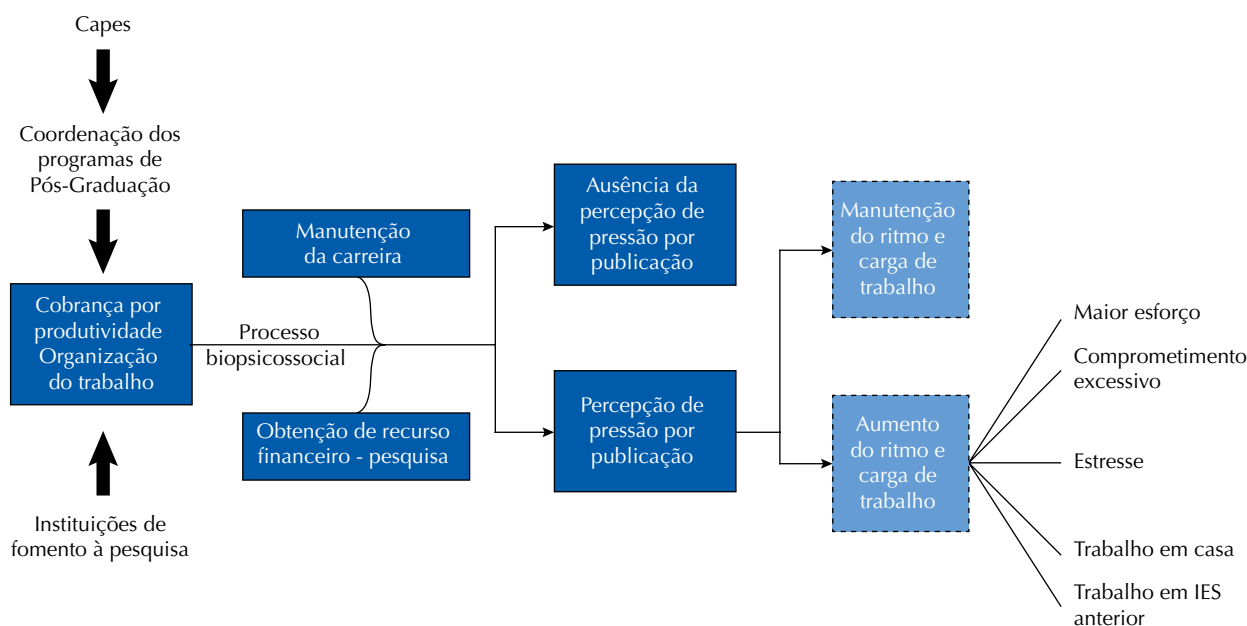 Capes
Coordenação dos
programas de
Pós-Graduação
Cobrança por
produtividade
Organização
do trabalho
Instituições de
fomento à pesquisa
Manutenção
da carreira
Processo
biopsicossocial
Obtenção de recurso
financeiro - pesquisa
Ausência da
percepção de
pressão por
publicação
Percepção de
pressão por
publicação
Manutenção
do ritmo e
carga de
trabalho
Aumento
do ritmo e
carga de
trabalho
Maior esforço
Comprometimento
excessivo
Estresse
Trabalho em casa
Trabalho em IES
anterior